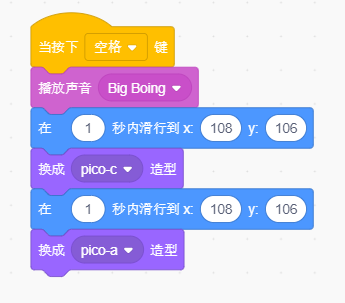 当按下 空格 键
播放声音 Big Boing
在 1 秒内滑行到 x: 108 y: 106
换成 pico-c 造型
在 1 秒内滑行到 x: 108 y: 106
换成 pico-a 造型